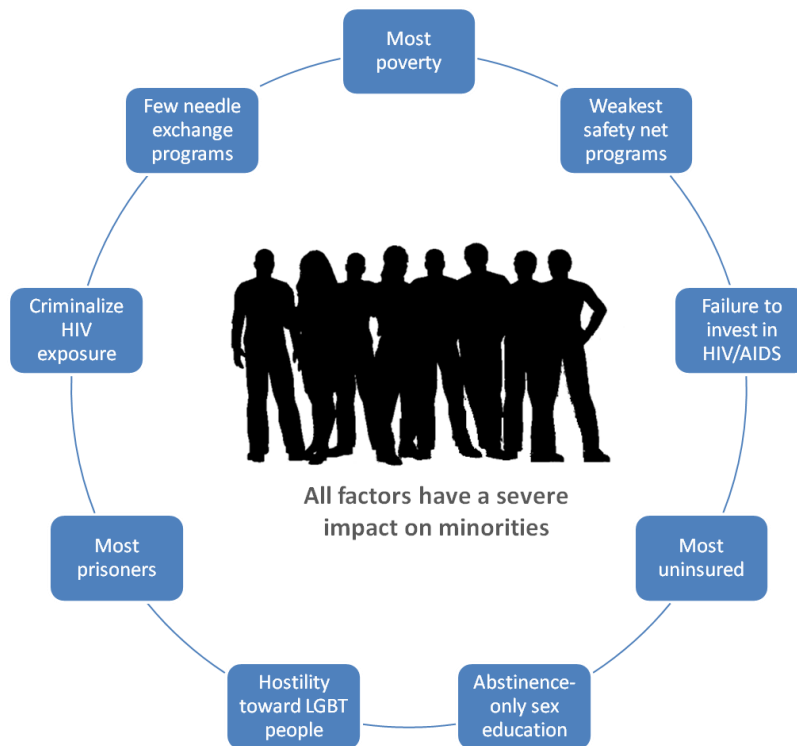 Most
poverty
Weakest
safety net
programs
Failure to
invest in
HIV/AIDS
Most
uninsured
Abstinence-
only sex
education
Hostility
toward LGBT
people
Most
prisoners
Criminalize
HIV
exposure
Few needle
exchange
programs
All factors have a severe
impact on minorities